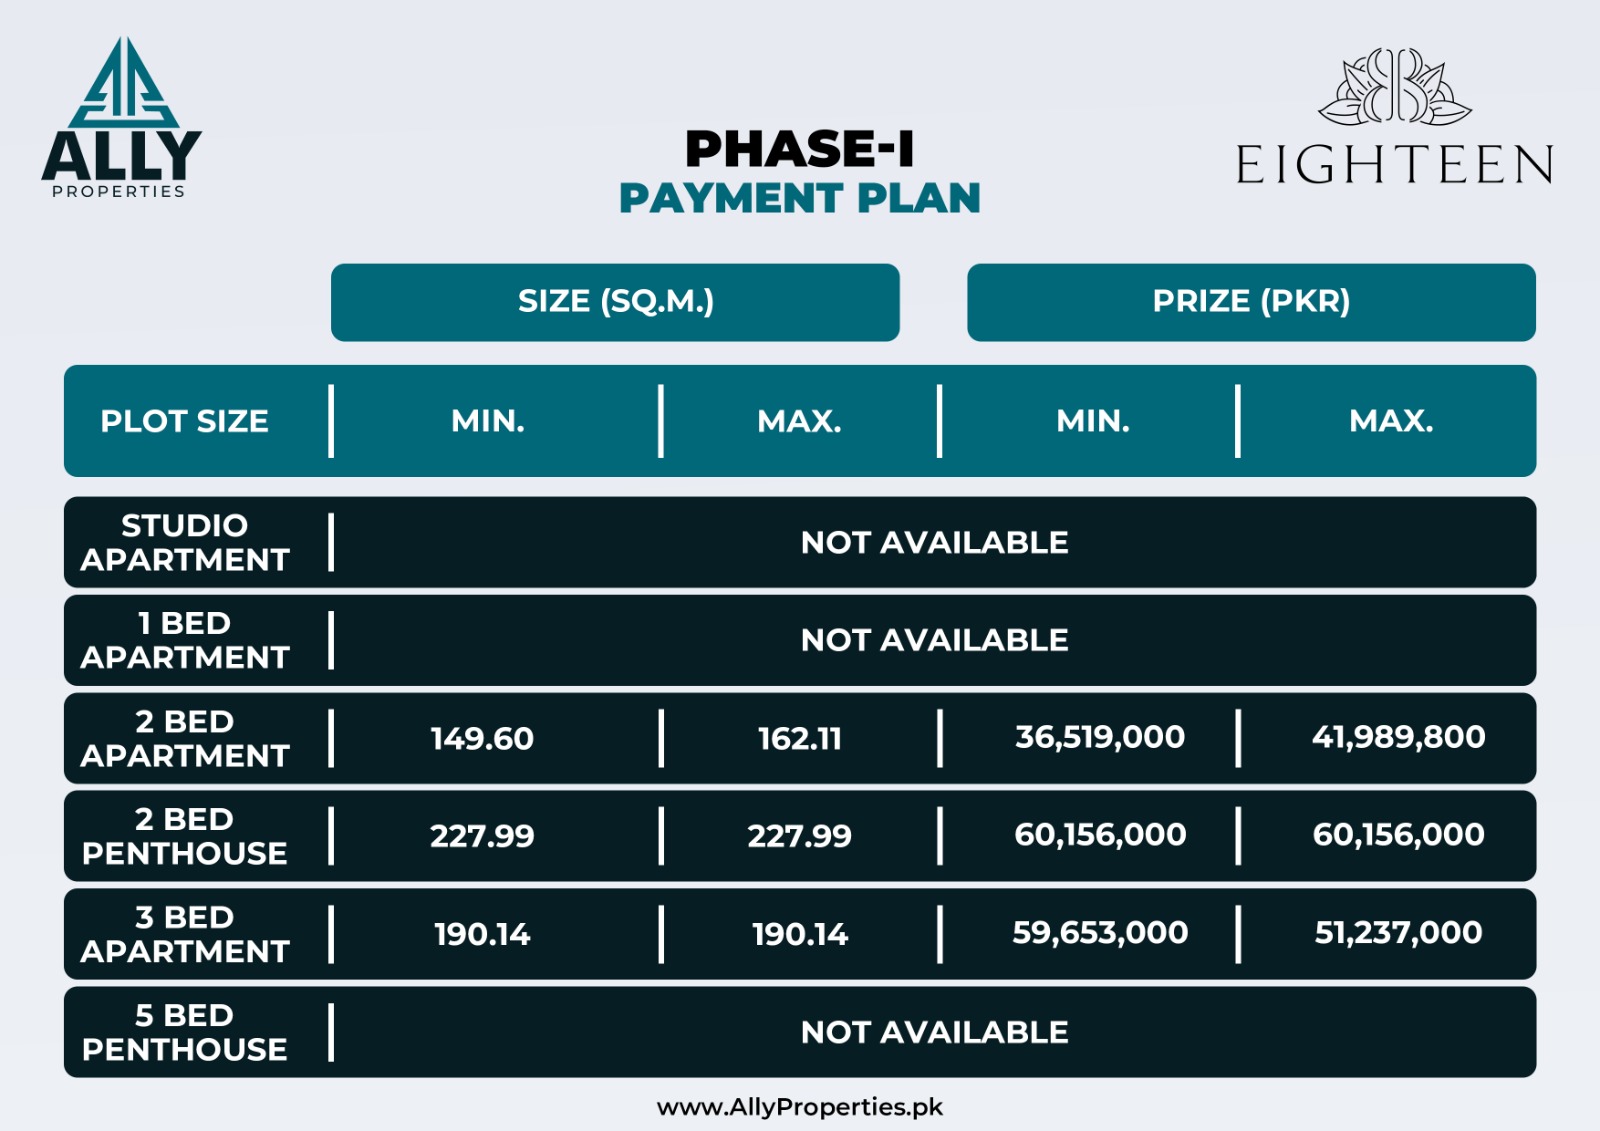 ALLY
PROPERTIES
PHASE-I
PAYMENT PLAN
EIGHTEEN
SIZE (SQ.M.) PRIZE (PKR)
PLOT SIZE MIN. MAX. MIN. MAX.
STUDIO
APARTMENT
NOT AVAILABLE
1 BED
APARTMENT
NOT AVAILABLE
2 BED
APARTMENT
149.60 162.11 36,519,000 41,989,800
2 BED
PENTHOUSE
227.99 227.99 60,156,000 60,156,000
3 BED
APARTMENT
190.14 190.14 59,653,000 51,237,000
5 BED
PENTHOUSE
NOT AVAILABLE
www.AllyProperties.pk